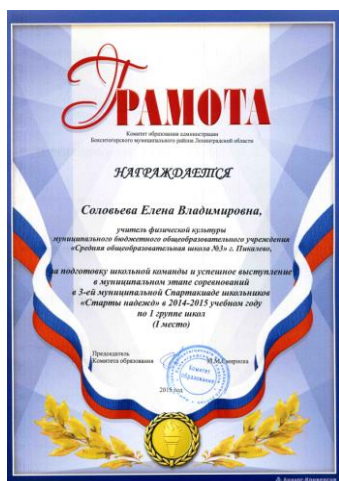 ГРАМОТА
Комитет образования администрации
Бокситогорского муниципального района Ленинградской области
НАГРАЖДАЕТСЯ
Соловьева Елена Владимировна,
учитель физической культуры
муниципального бюджетного общеобразовательного учреждения
«Средняя общеобразовательная школа №3» г. Пикалево,
за подготовку школьной команды и успешное выступление
в муниципальном этапе соревнований
в 3-ей муниципальной Спартакиаде школьников
«Старты надежд» в 2014-2015 учебном году
по 1 группе школ
(I место)
Председатель
Комитета образования
Комитет
образования
2015 год